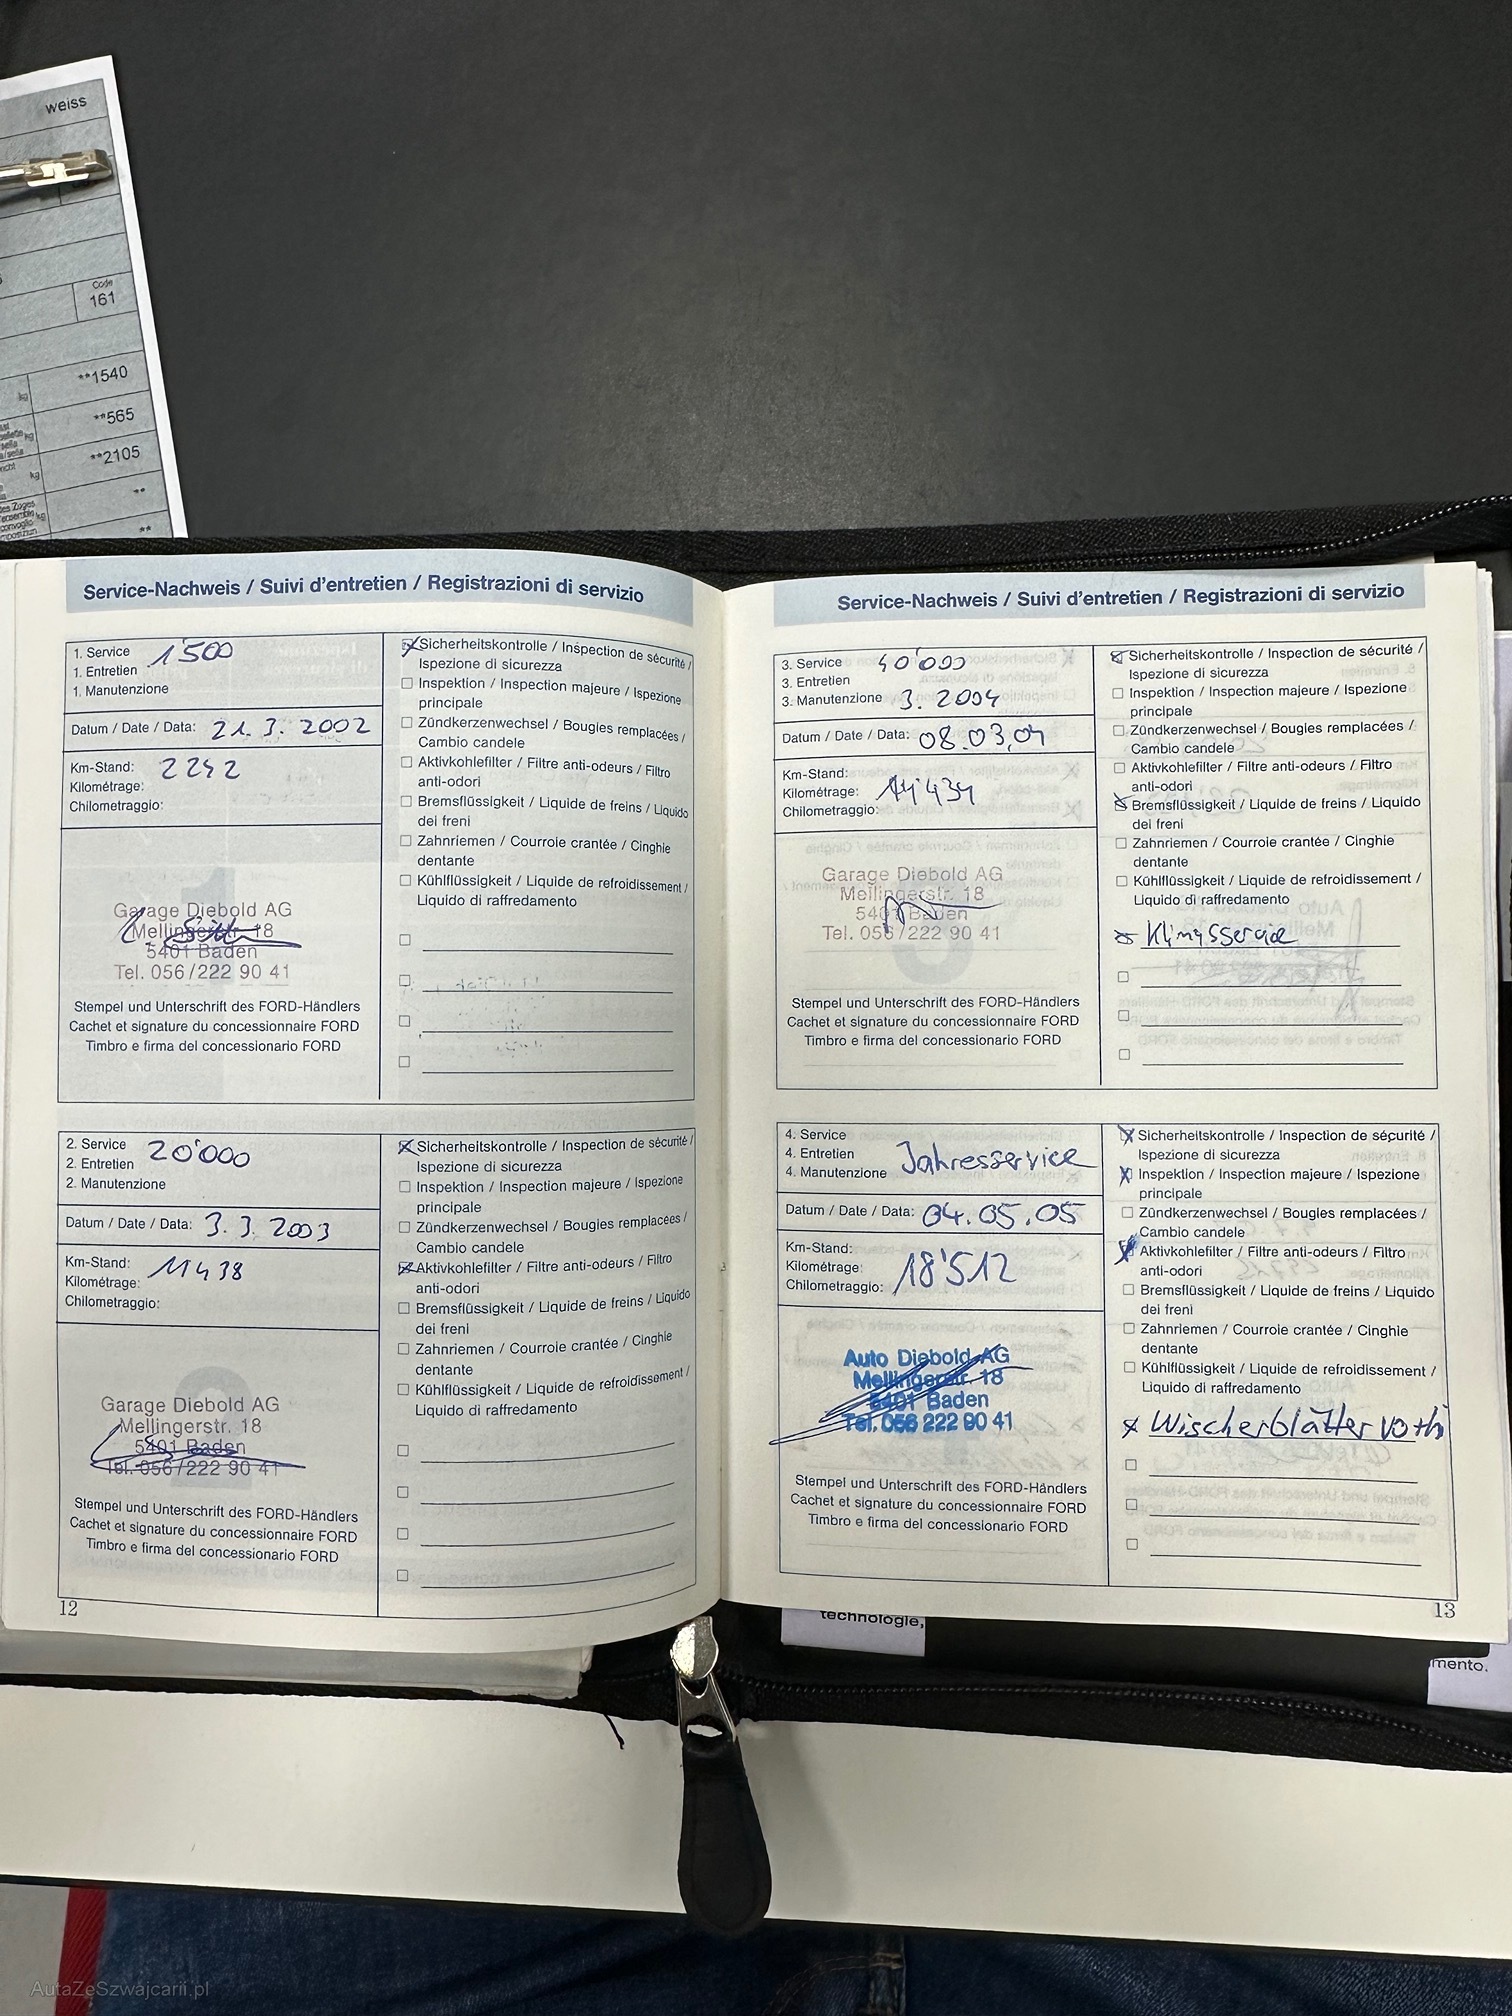 weiss
Code
161
kg
**1540
**565
kg
**2105
kg
**
**
Service-Nachweis / Suivi d'entretien / Registrazioni di servizio
1. Service 1'500
1. Entretien
1. Manutenzione
Datum / Date / Data: 21. 3. 2002
Km-Stand: 2242
Kilométrage:
Chilometraggio:
Garage Diebold AG
Mellingerstr. 18
5401 Baden
Tel. 056/222 90 41
Stempel und Unterschrift des FORD-Händlers
Cachet et signature du concessionnaire FORD
Timbro e firma del concessionario FORD
Sicherheitskontrolle / Inspection de sécurité /
Ispezione di sicurezza
Inspektion / Inspection majeure / Ispezione
principale
Zündkerzenwechsel / Bougies remplacées /
Cambio candele
Aktivkohlefilter / Filtre anti-odeurs / Filtro
anti-odori
Bremsflüssigkeit / Liquide de freins / Liquido
dei freni
Zahnriemen / Courroie crantée / Cinghie
dentante
Kühlflüssigkeit / Liquide de refroidissement /
Liquido di raffredamento
2. Service 20'000
2. Entretien
2. Manutenzione
Datum / Date / Data: 3. 3. 2003
Km-Stand: 11438
Kilométrage:
Chilometraggio:
Garage Diebold AG
Mellingerstr. 18
5401 Baden
Tel. 056/222 90 41
Stempel und Unterschrift des FORD-Händlers
Cachet et signature du concessionnaire FORD
Timbro e firma del concessionario FORD
Sicherheitskontrolle / Inspection de sécurité /
Ispezione di sicurezza
Inspektion / Inspection majeure / Ispezione
principale
Zündkerzenwechsel / Bougies remplacées /
Cambio candele
Aktivkohlefilter / Filtre anti-odeurs / Filtro
anti-odori
Bremsflüssigkeit / Liquide de freins / Liquido
dei freni
Zahnriemen / Courroie crantée / Cinghie
dentante
Kühlflüssigkeit / Liquide de refroidissement /
Liquido di raffredamento
12
Service-Nachweis / Suivi d'entretien / Registrazioni di servizio
3. Service 40'000
3. Entretien
3. Manutenzione 3. 2004
Datum / Date / Data: 08.03.04
Km-Stand:
Kilométrage: 14'434
Chilometraggio:
Garage Diebold AG
Mellingerstr. 18
5401 Baden
Tel. 056/222 90 41
Stempel und Unterschrift des FORD-Händlers
Cachet et signature du concessionnaire FORD
Timbro e firma del concessionario FORD
Sicherheitskontrolle / Inspection de sécurité /
Ispezione di sicurezza
Inspektion / Inspection majeure / Ispezione
principale
Zündkerzenwechsel / Bougies remplacées /
Cambio candele
Aktivkohlefilter / Filtre anti-odeurs / Filtro
anti-odori
Bremsflüssigkeit / Liquide de freins / Liquido
dei freni
Zahnriemen / Courroie crantée / Cinghie
dentante
Kühlflüssigkeit / Liquide de refroidissement /
Liquido di raffredamento
Klimaservice
4. Service
4. Entretien Jahresservice
4. Manutenzione
Datum / Date / Data: 04.05.05
Km-Stand:
Kilométrage: 18'512
Chilometraggio:
Auto Diebold AG
Mellingerstr. 18
5401 Baden
Tel. 056 222 90 41
Stempel und Unterschrift des FORD-Händlers
Cachet et signature du concessionnaire FORD
Timbro e firma del concessionario FORD
Sicherheitskontrolle / Inspection de sécurité /
Ispezione di sicurezza
Inspektion / Inspection majeure / Ispezione
principale
Zündkerzenwechsel / Bougies remplacées /
Cambio candele
Aktivkohlefilter / Filtre anti-odeurs / Filtro
anti-odori
Bremsflüssigkeit / Liquide de freins / Liquido
dei freni
Zahnriemen / Courroie crantée / Cinghie
dentante
Kühlflüssigkeit / Liquide de refroidissement /
Liquido di raffredamento
Wischerblätter
13
technologie,
mento.
AutaZeSzwajcarii.pl